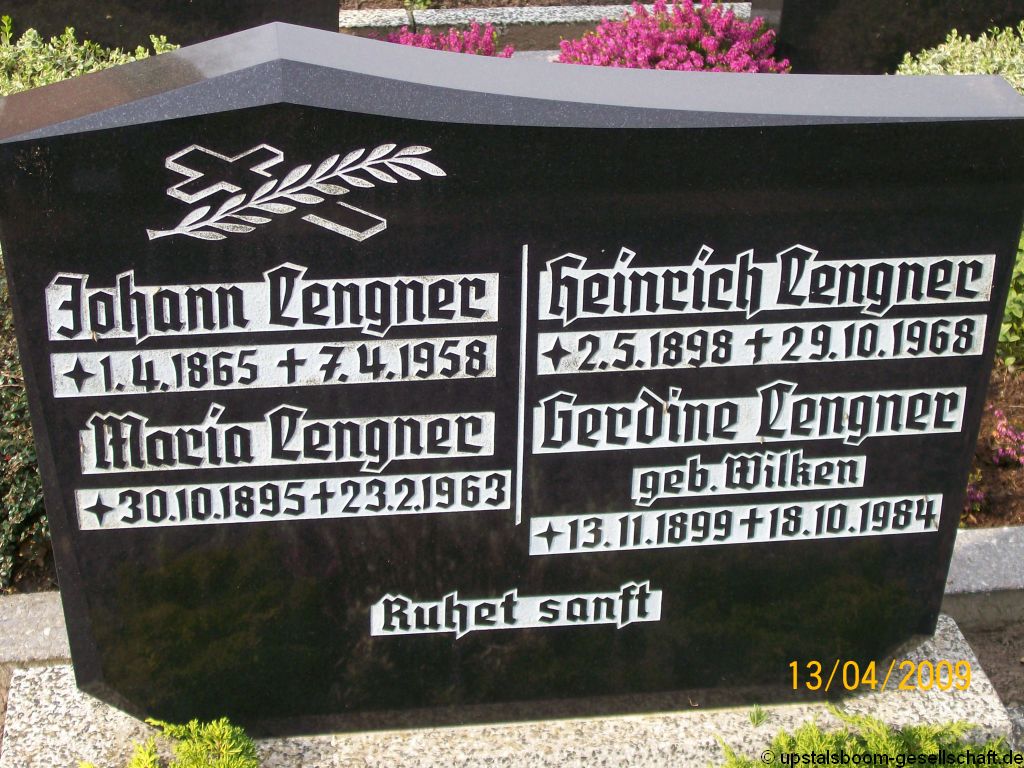 Johann Lengner
✦1.4.1865 ✝7.4.1958
Maria Lengner
✦30.10.1895✝23.2.1963
Heinrich Lengner
✦2.5.1898 ✝29.10.1968
Gerdine Lengner
geb. Wilken
✦13.11.1899✝18.10.1984
Ruhet sanft
13/04/2009
© upstalsboom-gesellschaft.de